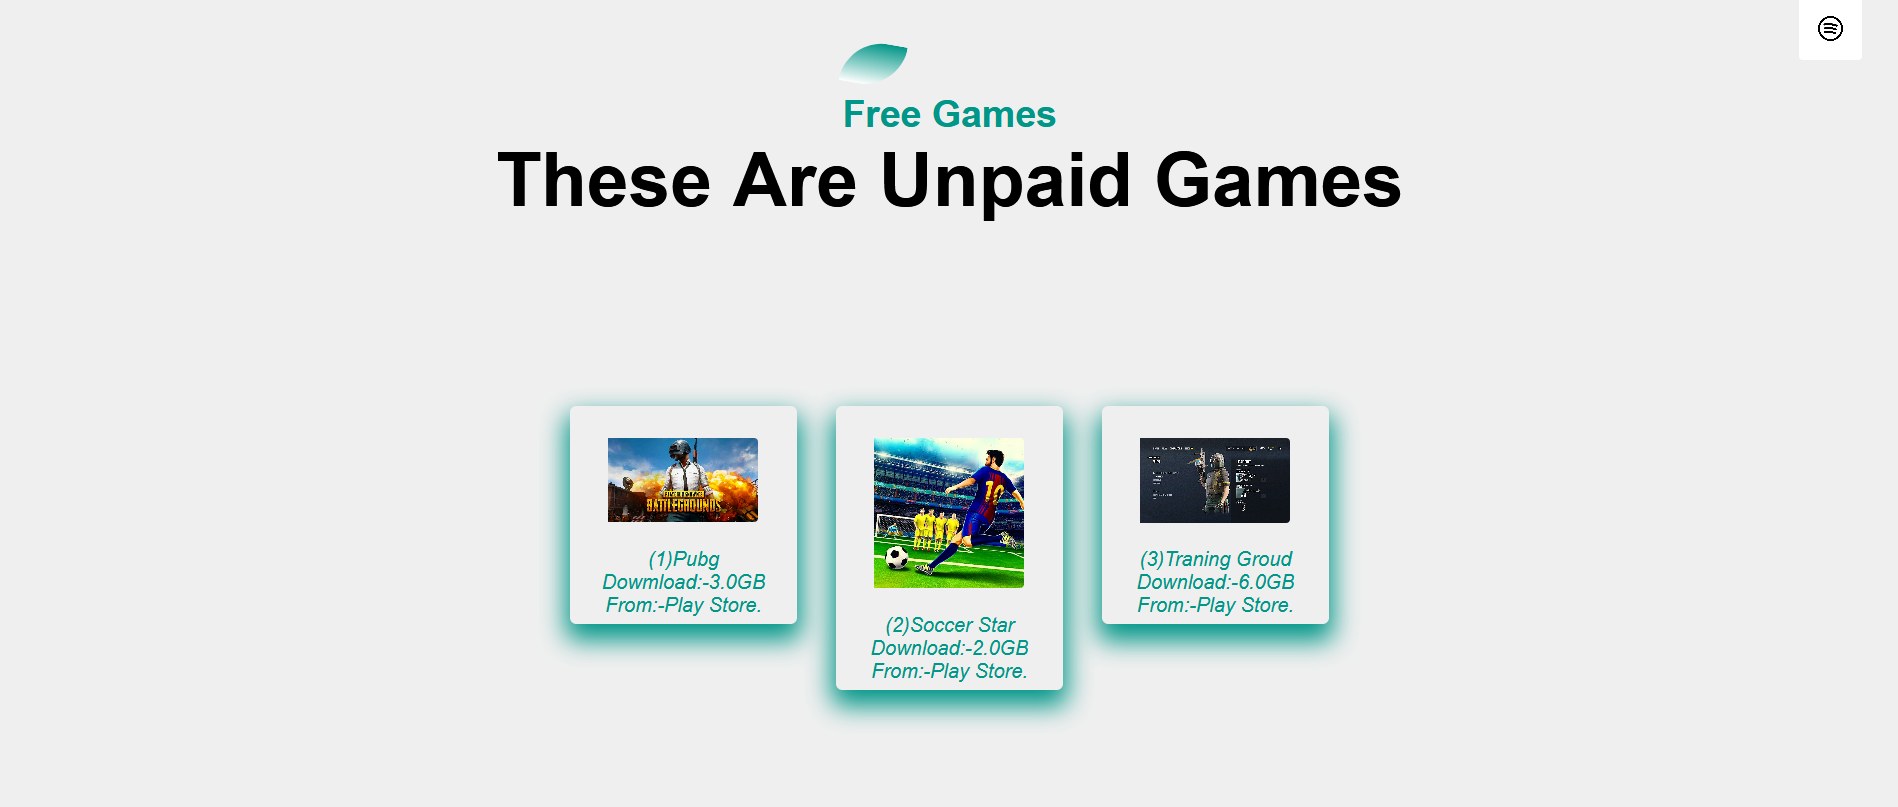 Free Games
These Are Unpaid Games
BATTLEGROUNDS
10
(1)Pubg
Dowmload:-3.0GB
From:-Play Store.
(2)Soccer Star
Download:-2.0GB
From:-Play Store.
(3)Traning Groud
Download:-6.0GB
From:-Play Store.